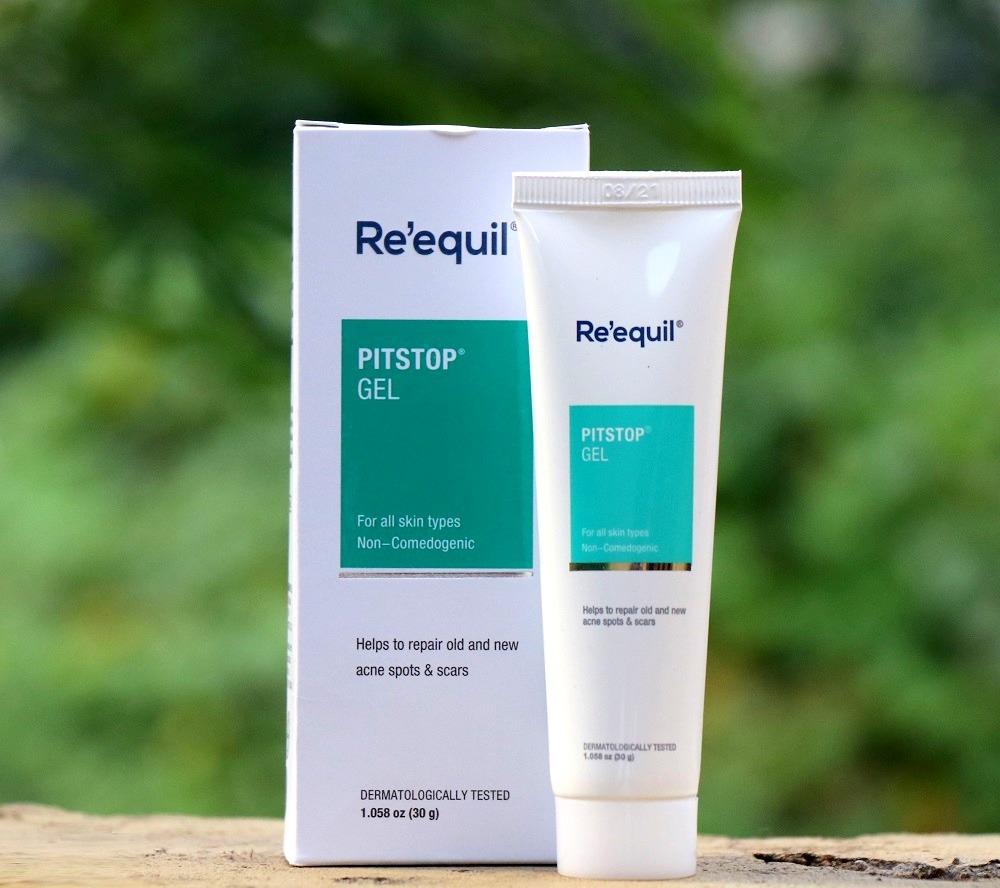 Re'equil®
PITSTOP®
GEL
For all skin types
Non-Comedogenic
Helps to repair old and new
acne spots & scars
DERMATOLOGICALLY TESTED
1.058 oz (30 g)
08/21
Re'equil®
PITSTOP®
GEL
For all skin types
Non-Comedogenic
Helps to repair old and new
acne spots & scars
DERMATOLOGICALLY TESTED
1.058 oz (30 g)